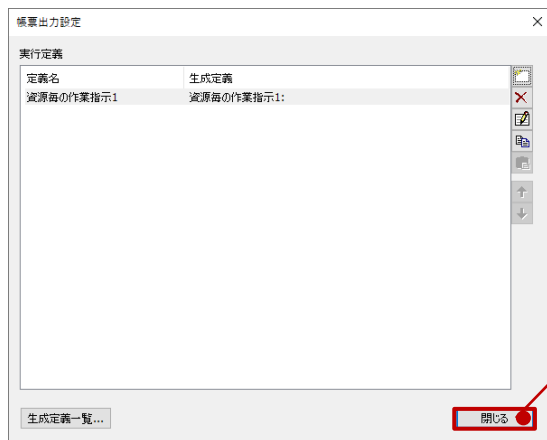 帳票出力設定
実行定義
定義名 生成定義
資源毎の作業指示1 資源毎の作業指示1:
生成定義一覧... 閉じる